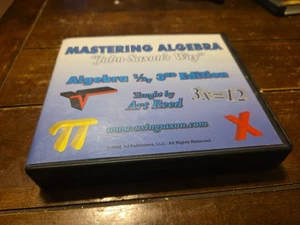 MASTERING ALGEBRA
"John Saxon's Way"
Algebra ½, 3rd Edition
Taught by
Art Reed
3x=12
π
www.usingsaxon.com
X